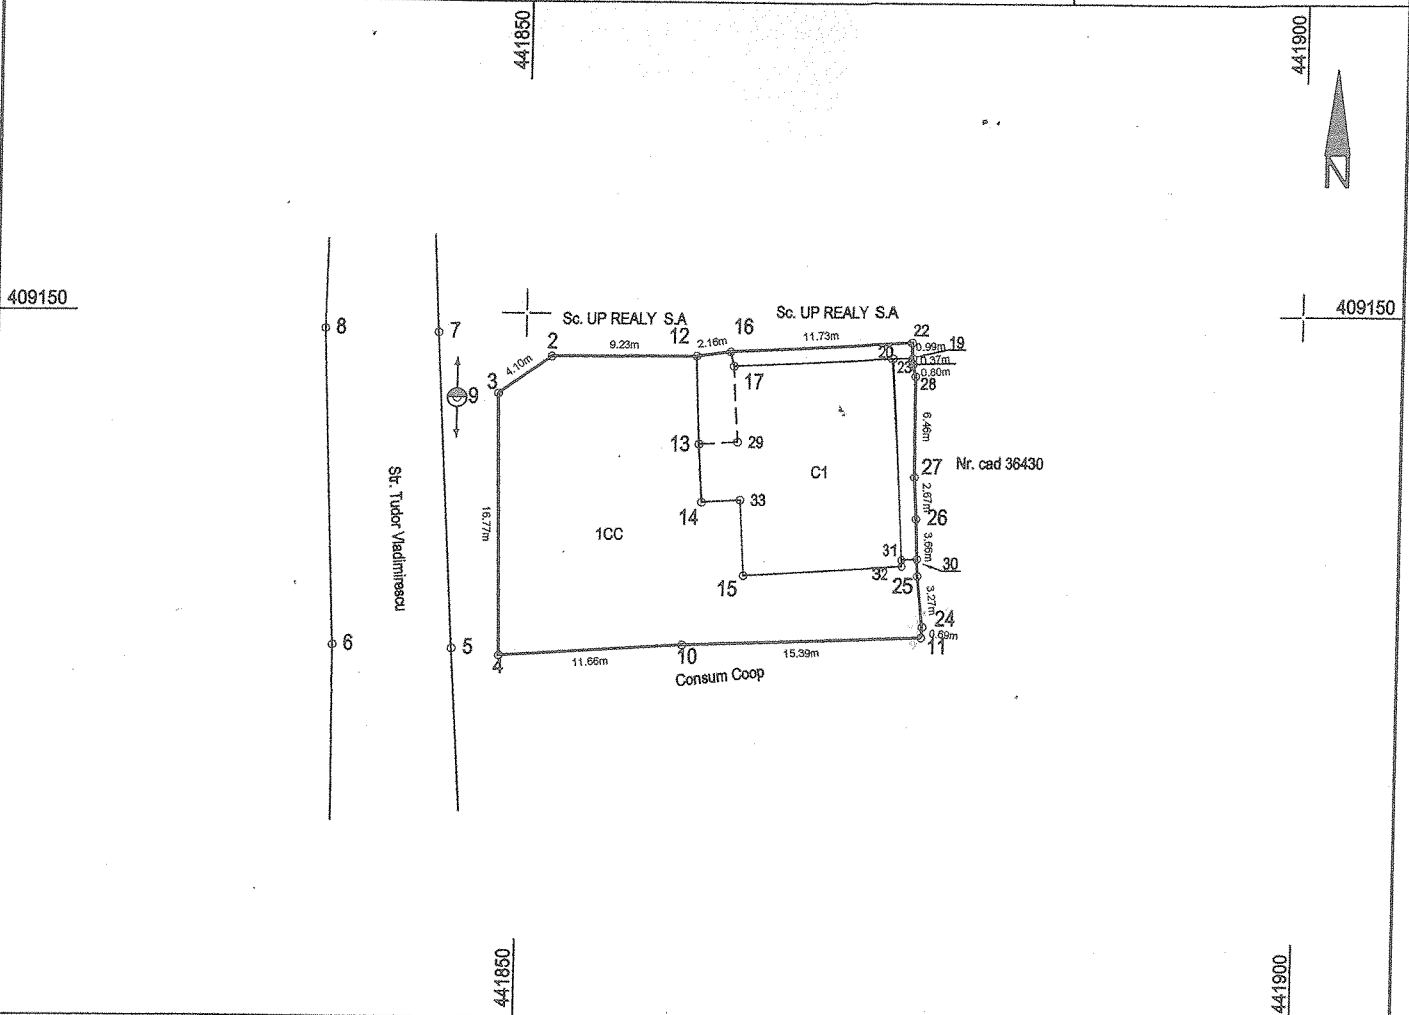 441850
441900
N
409150
409150
8
7
Sc. UP REALY S.A
Sc. UP REALY S.A
2
9.23m
12
2.16m
16
11.73m
22
0.99m
19
20
23
0.37m
0.80m
28
4.10m
3
9
17
13
29
6.46m
C1
27
Nr. cad 36430
2.67m
26
14
33
1CC
16.77m
Str. Tudor Vladimirescu
3.66m
31
30
32
25
15
3.27m
24
0.69m
11
6
5
4
11.66m
10
15.39m
Consum Coop
441850
441900